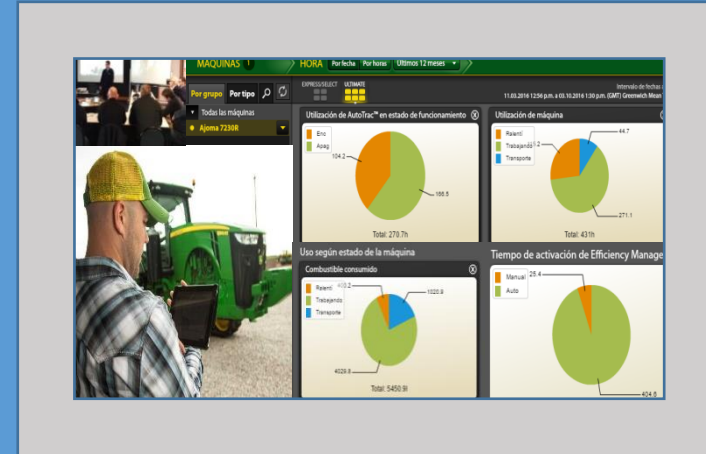 MAQUINAS 1
HORA Por fecha Por horas Últimos 12 meses
Por grupo Por tipo
Todas las máquinas
Ajoma 7230R
EXPRESS/SELECT ULTIMATE
Intervalo de fechas
11.03.2016 12:56 p.m. a 03.10.2016 1:30 p.m. (GMT) Greenwich Mean
Utilización de AutoTrac™ en estado de funcionamiento
Enc
Apag
104.2
166.5
Total: 270.7h
Utilización de máquina
Ralentí
Trabajando
Transporte
44.7
271.1
Total: 431h
Uso según estado de la máquina
Combustible consumido
Ralentí
Trabajando
Transporte
1020.9
4029.8
Total: 5450.9l
Tiempo de activación de Efficiency Manage
Manual
Auto
25.4
404.6